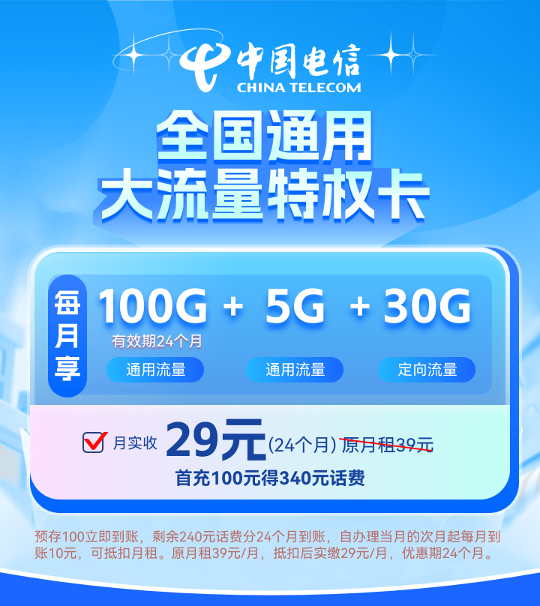 中国电信
CHINA TELECOM
全国通用
大流量特权卡
每月享
100G + 5G + 30G
有效期24个月
通用流量 通用流量 定向流量
月实收 29元 (24个月) 原月租39元
首充100元得340元话费
预存100立即到账，剩余240元话费分24个月到账，自办理当月的次月起每月到
账10元，可抵扣月租。原月租39元/月，抵扣后实缴29元/月，优惠期24个月。